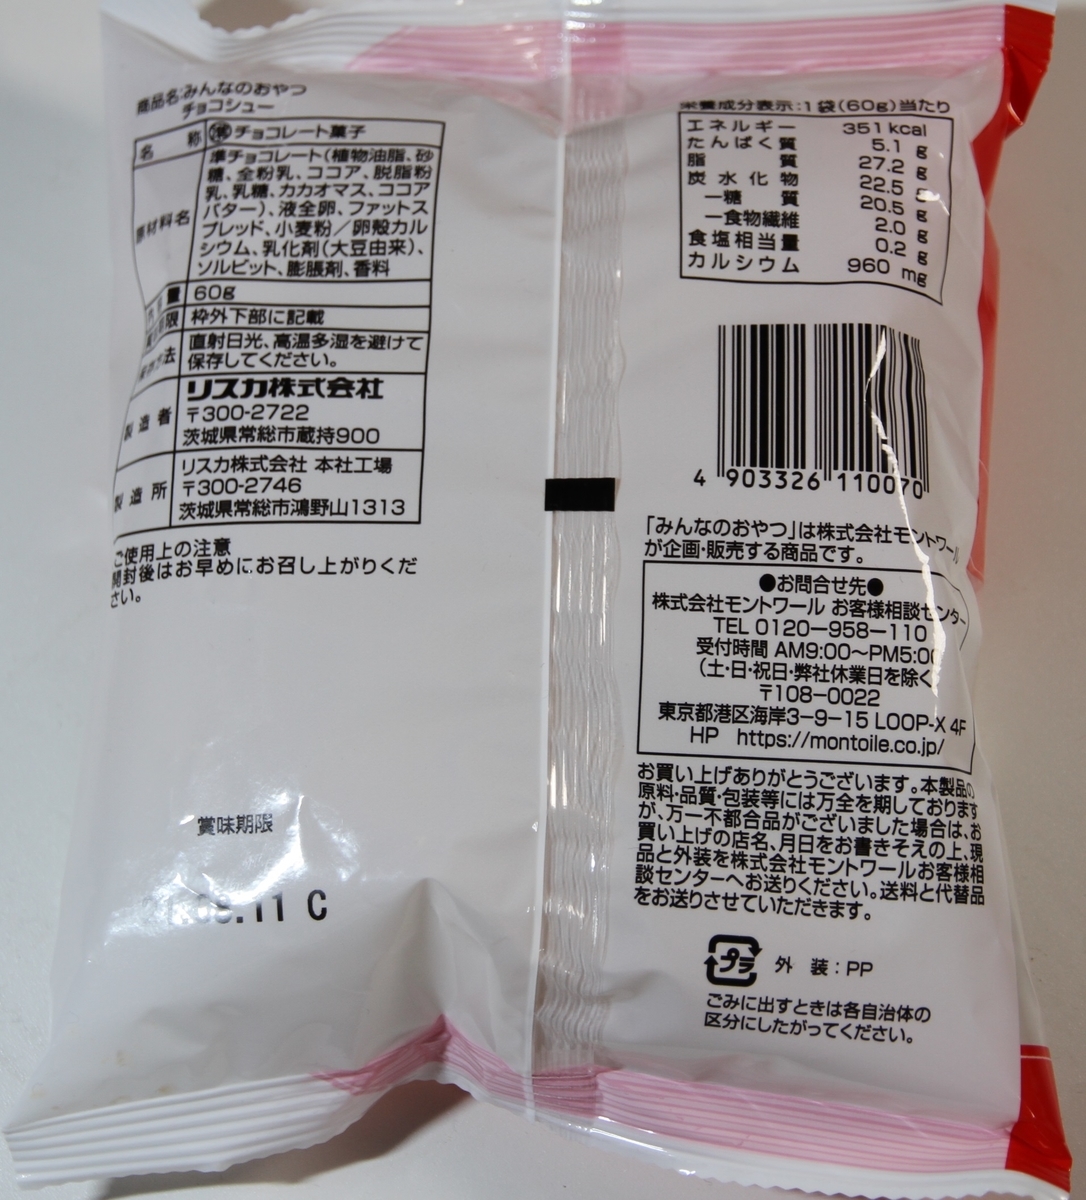 商品名:みんなのおやつ
チョコシュー
名 称 準チョコレート菓子
原材料名 準チョコレート(植物油脂、砂
糖、全粉乳、ココア、脱脂粉
乳、乳糖、カカオマス、ココア
バター)、液全卵、ファットス
プレッド、小麦粉/卵殻カル
シウム、乳化剤(大豆由来)、
ソルビット、膨脹剤、香料
量 60g
期限 枠外下部に記載
保存方法 直射日光、高温多湿を避けて
保存してください。
製造者 リスカ株式会社
〒300-2722
茨城県常総市蔵持900
製造所 リスカ株式会社 本社工場
〒300-2746
茨城県常総市鴻野山1313
ご使用上の注意
開封後はお早めにお召し上がりくだ
さい。
賞味期限
.11 C
栄養成分表示:1袋(60g)当たり
エネルギー 351kcal
たんぱく質 5.1 g
脂 質 27.2 g
炭水化物 22.5 g
ー糖 質 20.5 g
ー食物繊維 2.0 g
食塩相当量 0.2 g
カルシウム 960 mg
4 903326 110070
「みんなのおやつ」は株式会社モントワール
が企画・販売する商品です。
●お問合せ先●
株式会社モントワール お客様相談センター
TEL 0120-958-110
受付時間 AM9:00〜PM5:00
(土・日・祝日・弊社休業日を除く)
〒108-0022
東京都港区海岸3-9-15 LOOP-X 4F
HP https://montoile.co.jp/
お買い上げありがとうございます。本製品の
原料・品質・包装等には万全を期しております
が、万一不都合品がございました場合は、お
買い上げの店名、月日をお書きそえの上、現
品と外装を株式会社モントワールお客様相
談センターへお送りください。送料と代替品
をお送りさせていただきます。
プラ 外 装:PP
ごみに出すときは各自治体の
区分にしたがってください。